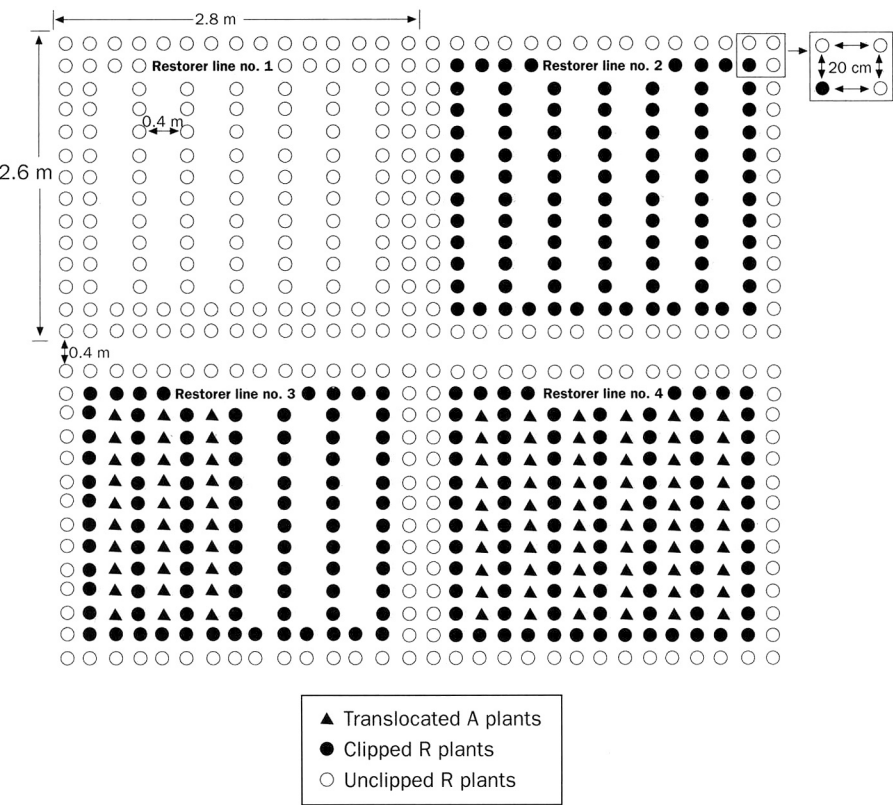 2.8 m
Restorer line no. 1
Restorer line no. 2
20 cm
0.4 m
2.6 m
0.4 m
Restorer line no. 3
Restorer line no. 4
Translocated A plants
Clipped R plants
Unclipped R plants